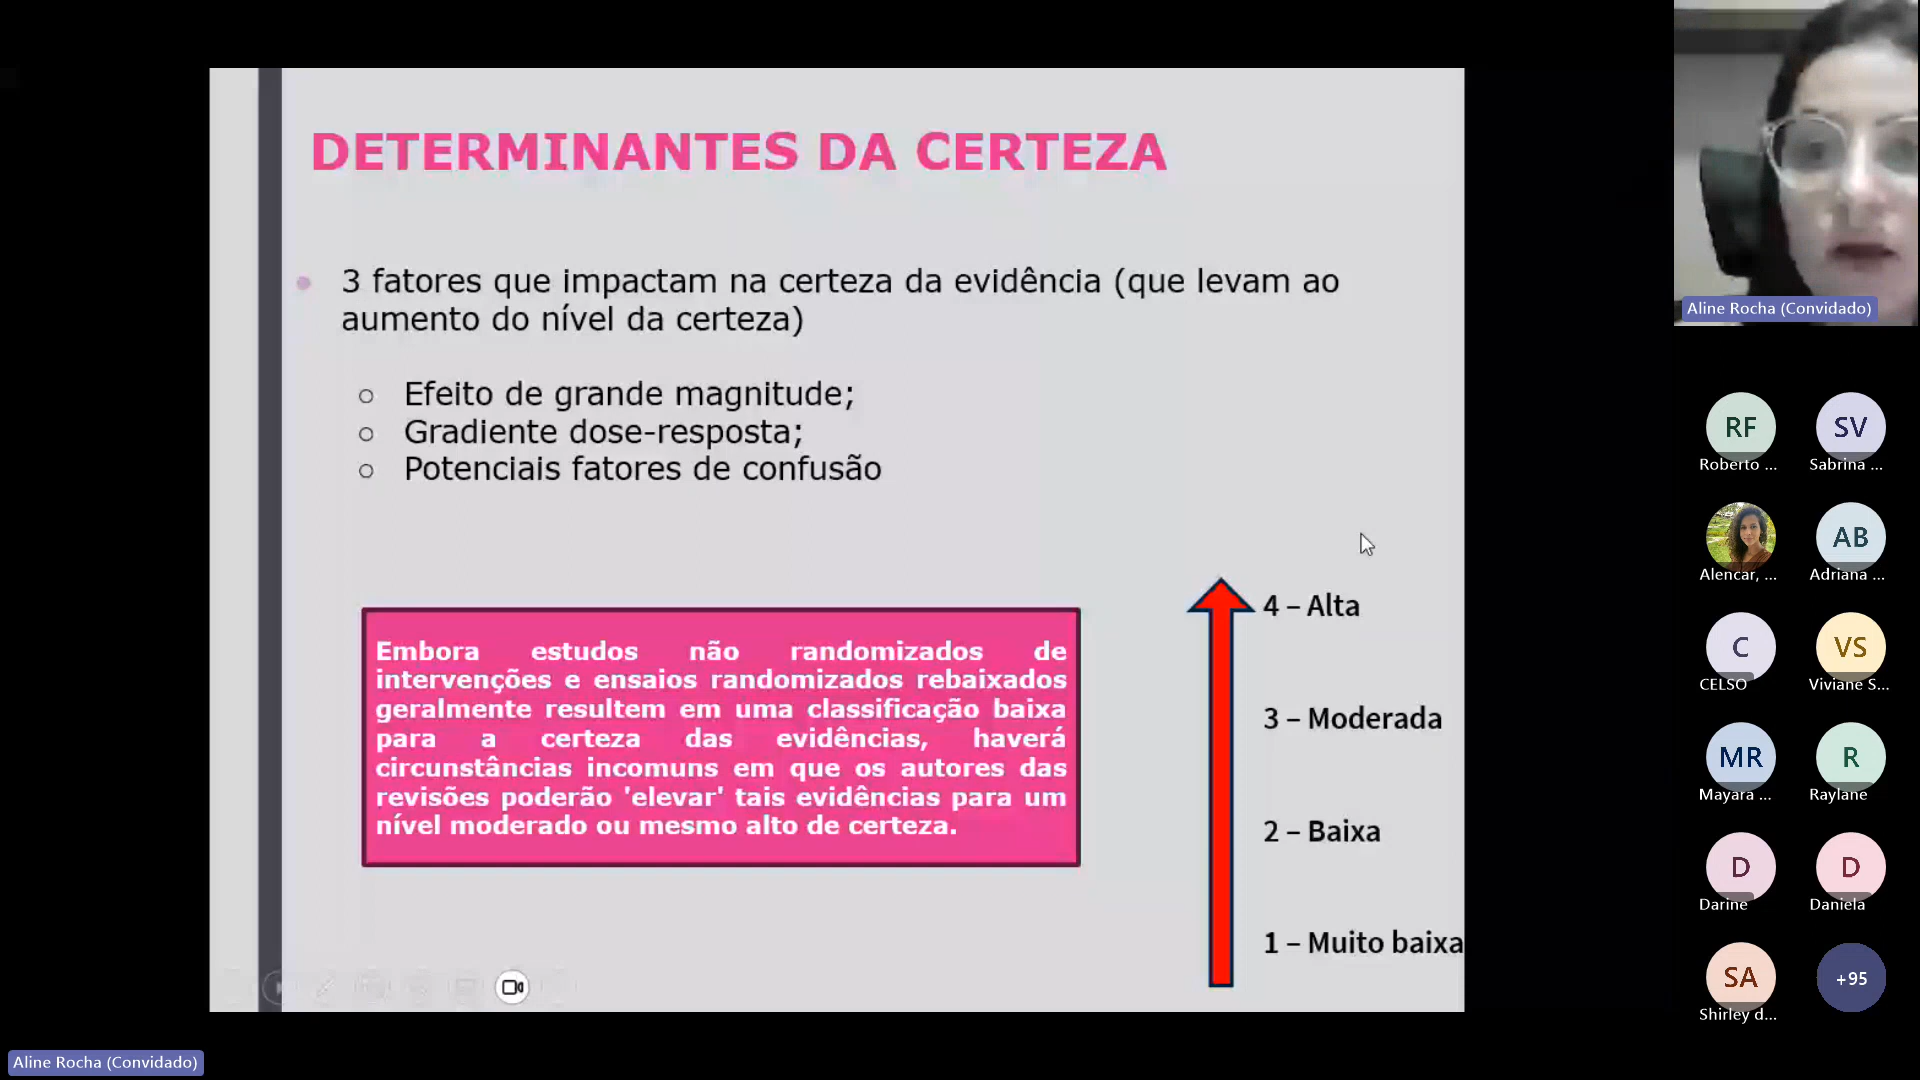 DETERMINANTES DA CERTEZA
3 fatores que impactam na certeza da evidência (que levam ao
aumento do nível da certeza)
Efeito de grande magnitude;
Gradiente dose-resposta;
Potenciais fatores de confusão
Embora estudos não randomizados de
intervenções e ensaios randomizados rebaixados
geralmente resultem em uma classificação baixa
para a certeza das evidências, haverá
circunstâncias incomuns em que os autores das
revisões poderão 'elevar' tais evidências para um
nível moderado ou mesmo alto de certeza.
4 – Alta
3 – Moderada
2 – Baixa
1 – Muito baixa
Aline Rocha (Convidado)
RF
Roberto ...
SV
Sabrina ...
Alencar, ...
AB
Adriana ...
C
CELSO
VS
Viviane S...
MR
Mayara ...
R
Raylane
D
Darine
D
Daniela
SA
Shirley d...
+95
Aline Rocha (Convidado)